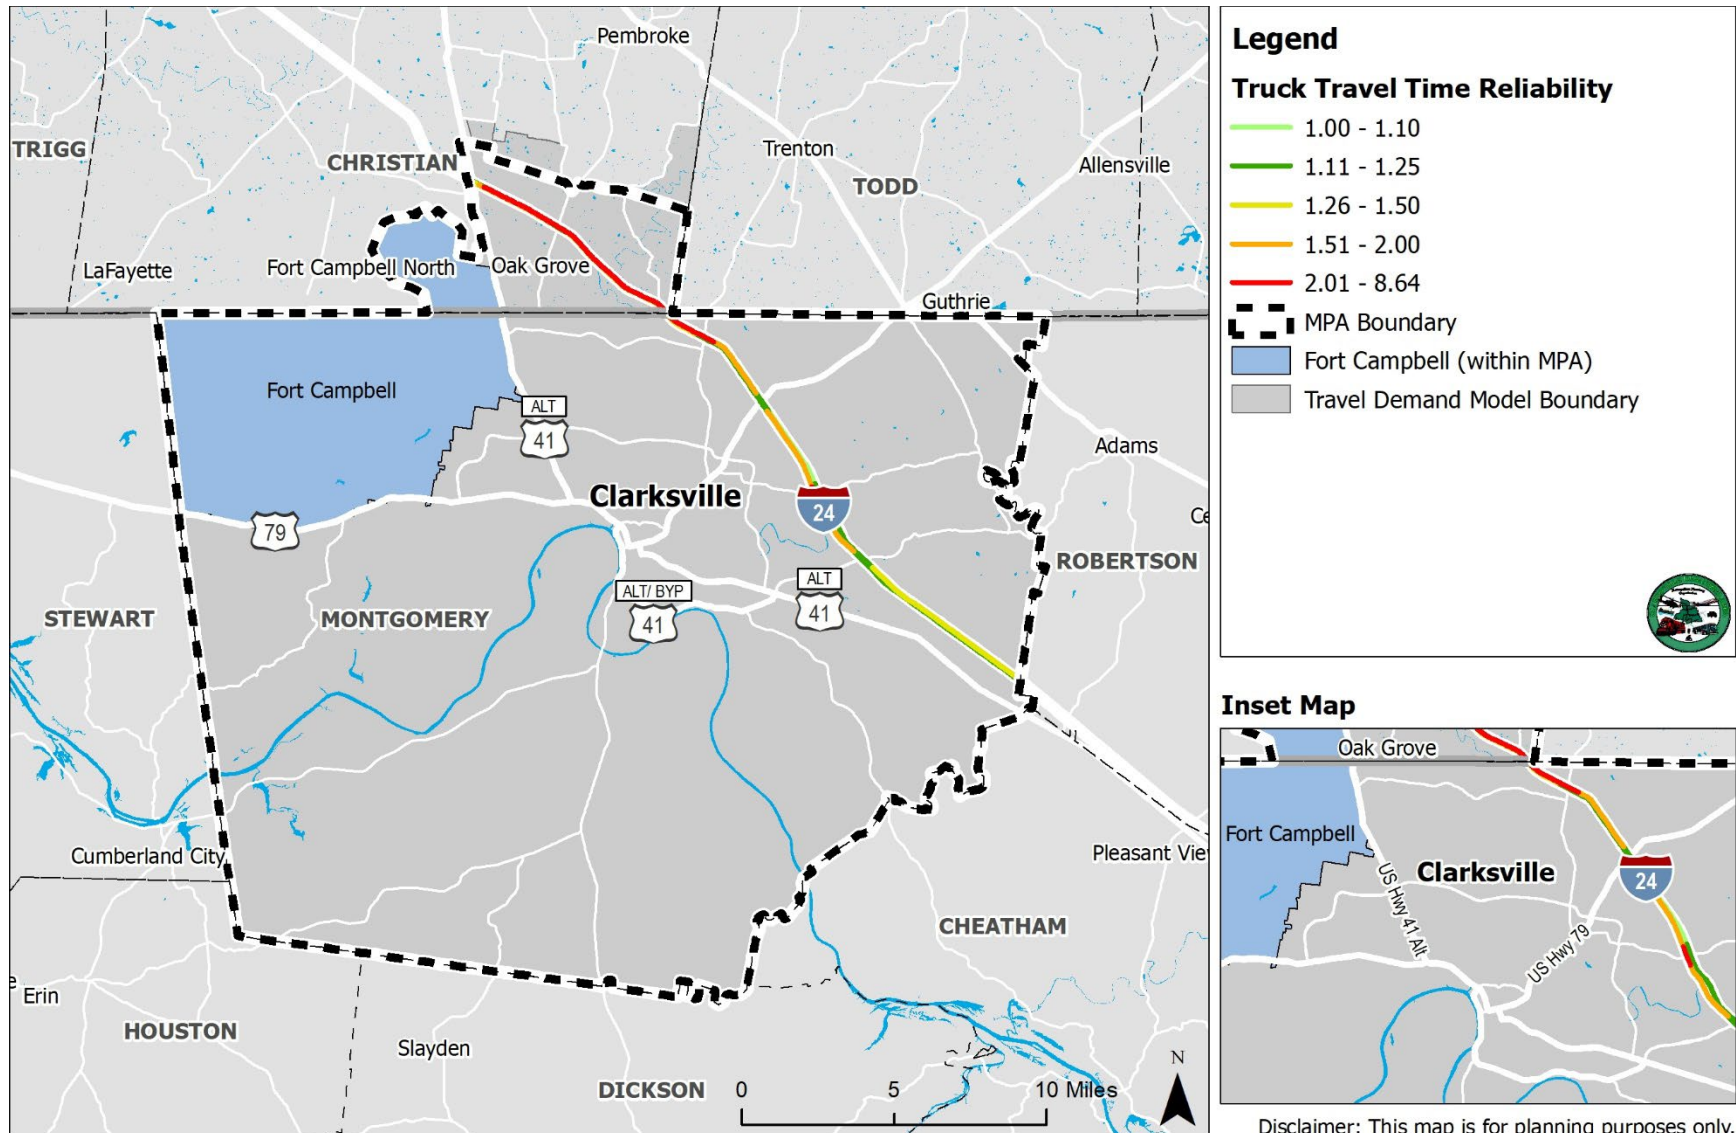 Pembroke
TRIGG
CHRISTIAN
Trenton
Allensville
TODD
LaFayette
Fort Campbell North
Oak Grove
Guthrie
Fort Campbell
ALT
41
Adams
Clarksville
24
79
Ce
ROBERTSON
ALT/ BYP
41
ALT
41
STEWART
MONTGOMERY
Cumberland City
Pleasant View
CHEATHAM
e
Erin
HOUSTON
Slayden
DICKSON
0 5 10 Miles
N
Legend
Truck Travel Time Reliability
1.00 - 1.10
1.11 - 1.25
1.26 - 1.50
1.51 - 2.00
2.01 - 8.64
MPA Boundary
Fort Campbell (within MPA)
Travel Demand Model Boundary
Inset Map
Oak Grove
Fort Campbell
Clarksville
24
US Hwy 41 Alt
US Hwy 79
Disclaimer: This map is for planning purposes only.